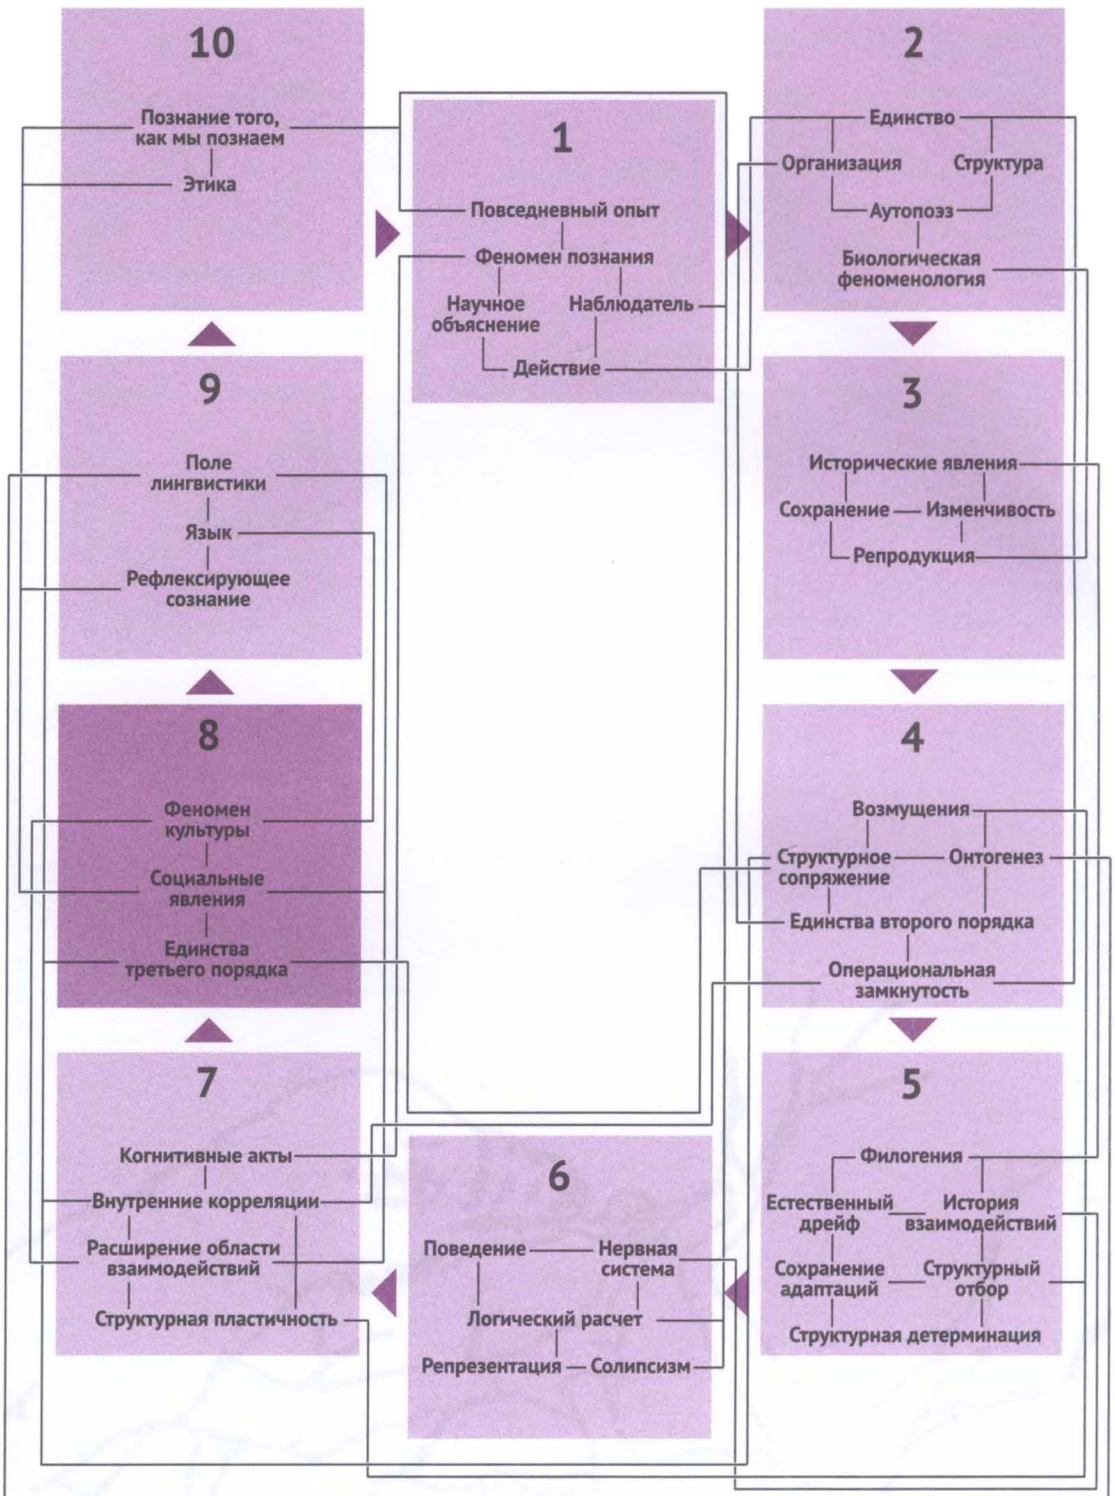 10
Познание того,
как мы познаем
Этика
1
Повседневный опыт
Феномен познания
Научное
объяснение
Наблюдатель
Действие
2
Единство
Организация
Структура
Аутопоэз
Биологическая
феноменология
3
Исторические явления
Сохранение
Изменчивость
Репродукция
4
Возмущения
Структурное
сопряжение
Онтогенез
Единства второго порядка
Операциональная
замкнутость
5
Филогения
Естественный
дрейф
История
взаимодействий
Сохранение
адаптаций
Структурный
отбор
Структурная детерминация
6
Поведение
Нервная
система
Логический расчет
Репрезентация
Солипсизм
7
Когнитивные акты
Внутренние корреляции
Расширение области
взаимодействий
Структурная пластичность
8
Феномен
культуры
Социальные
явления
Единства
третьего порядка
9
Поле
лингвистики
Язык
Рефлексирующее
сознание